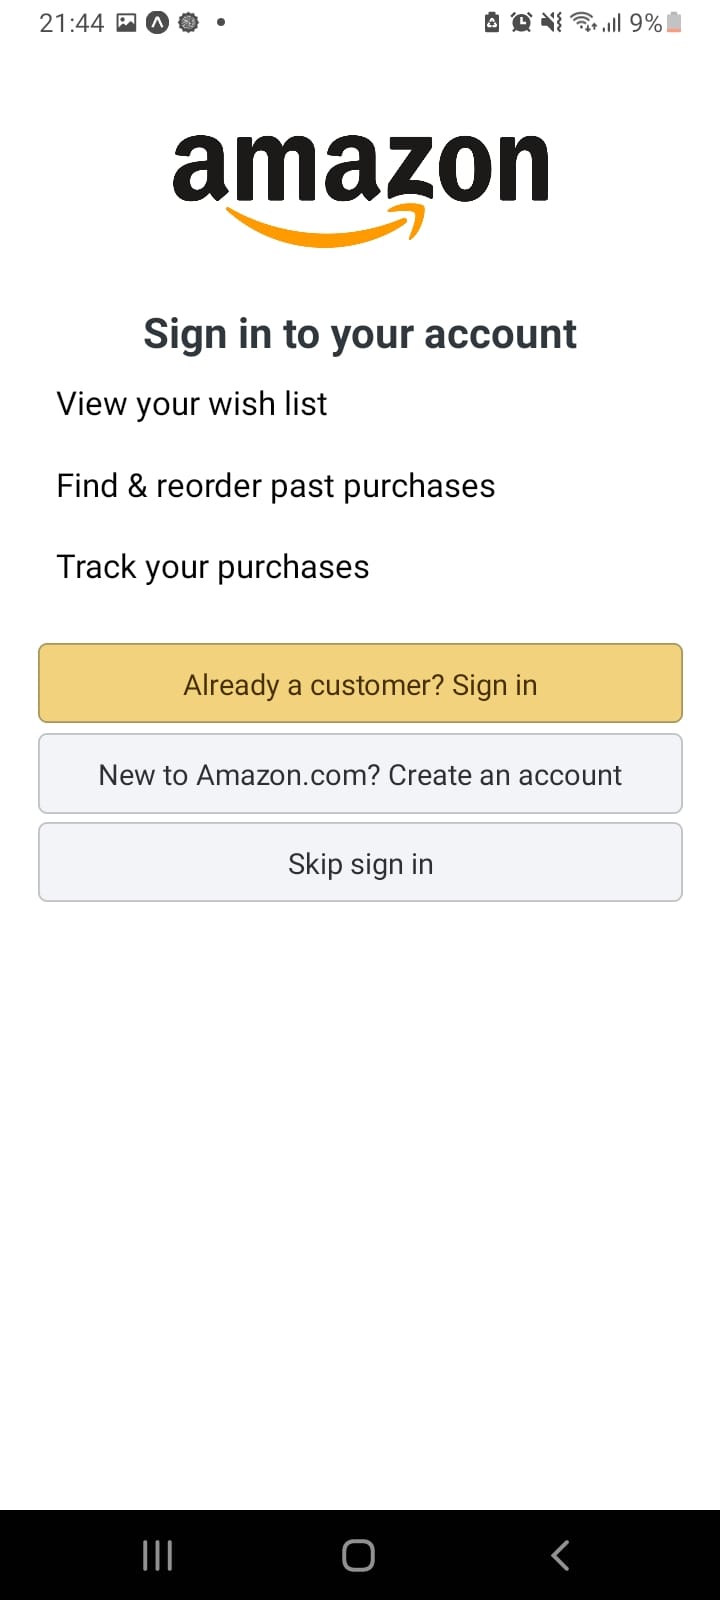 21:44 9%
amazon
Sign in to your account
View your wish list
Find & reorder past purchases
Track your purchases
Already a customer? Sign in
New to Amazon.com? Create an account
Skip sign in